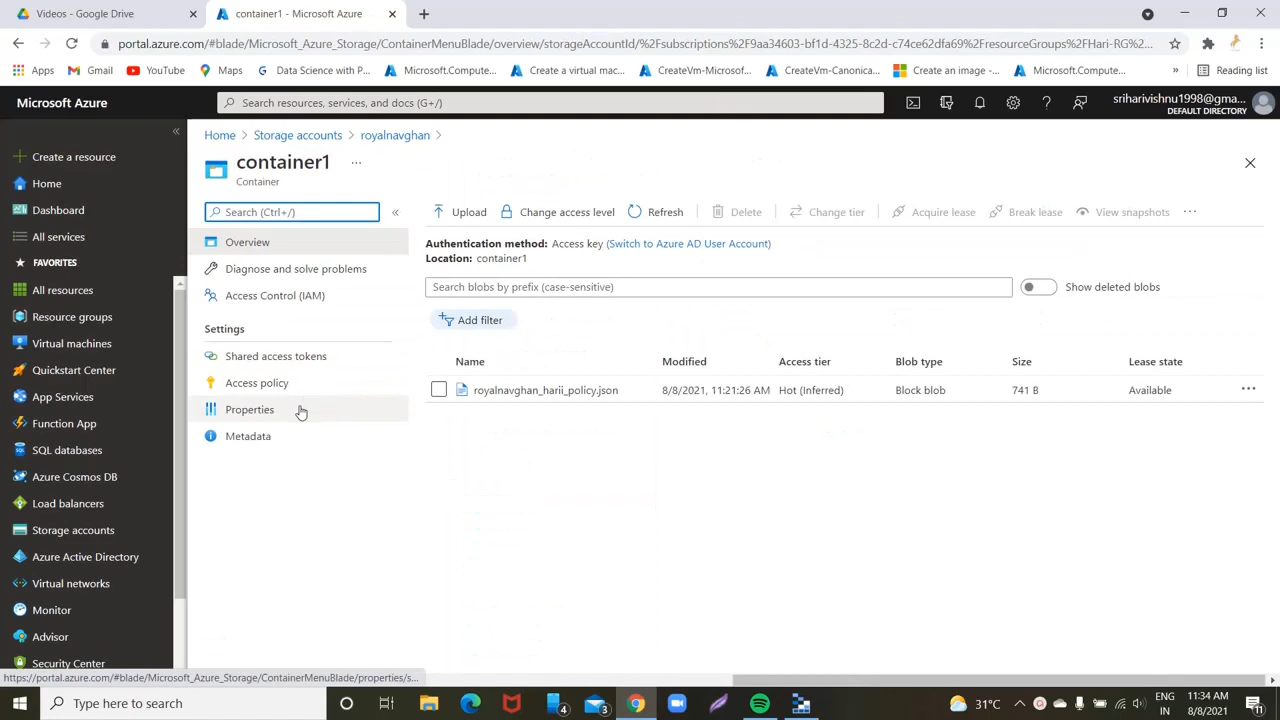 Videos - Google Drive
container1 - Microsoft Azure
portal.azure.com/#blade/Microsoft_Azure_Storage/ContainerMenuBlade/overview/storageAccountId/%2Fsubscriptions%2F9aa34603-bf1d-4325-8c2d-c74ce62dfa69%2FresourceGroups%2FHari-RG%...
Apps
Gmail
YouTube
Maps
Data Science with P...
Microsoft.Compute...
Create a virtual mac...
CreateVm-Microsof...
CreateVm-Canonica...
Create an image -...
Microsoft.Compute...
»
Reading list
Microsoft Azure
Search resources, services, and docs (G+/)
sriharivishnu1998@gma...
DEFAULT DIRECTORY
Create a resource
Home
Dashboard
All services
FAVORITES
All resources
Resource groups
Virtual machines
Quickstart Center
App Services
Function App
SQL databases
Azure Cosmos DB
Load balancers
Storage accounts
Azure Active Directory
Virtual networks
Monitor
Advisor
Security Center
Home > Storage accounts > royalnavghan >
container1 ...
Container
Search (Ctrl+/)
Overview
Diagnose and solve problems
Access Control (IAM)
Settings
Shared access tokens
Access policy
Properties
Metadata
Upload
Change access level
Refresh
Delete
Change tier
Acquire lease
Break lease
View snapshots
...
Authentication method: Access key (Switch to Azure AD User Account)
Location: container1
Search blobs by prefix (case-sensitive)
Show deleted blobs
Add filter
Name Modified Access tier Blob type Size Lease state
royalnavghan_harii_policy.json 8/8/2021, 11:21:26 AM Hot (Inferred) Block blob 741 B Available ...
https://portal.azure.com/#blade/Microsoft_Azure_Storage/ContainerMenuBlade/properties/s...
Type here to search
4
3
31°C
ENG
IN
11:34 AM
8/8/2021
11